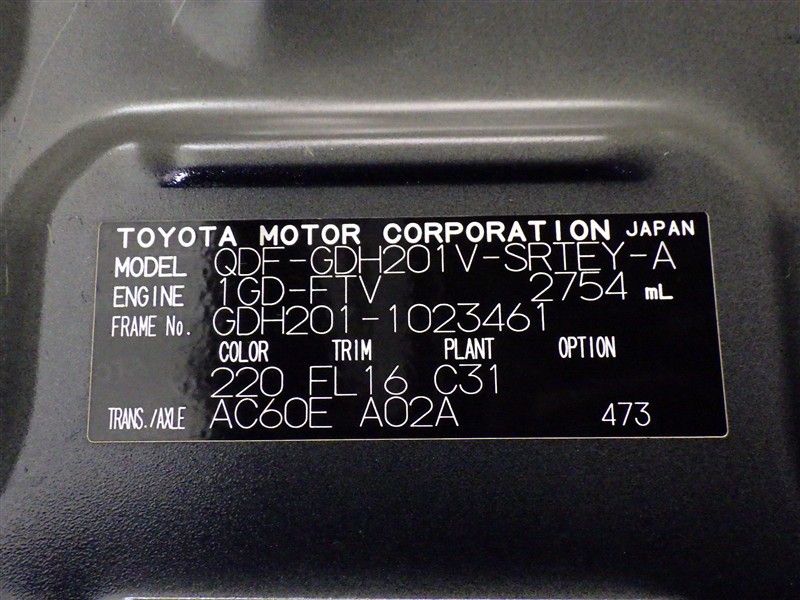 TOYOTA MOTOR CORPORATION JAPAN
MODEL QDF-GDH201V-SRTEY-A
ENGINE 1GD-FTV 2754 mL
FRAME No. GDH201-1023461
COLOR TRIM PLANT OPTION
220 FL16 C31
TRANS./AXLE AC60E A02A 473